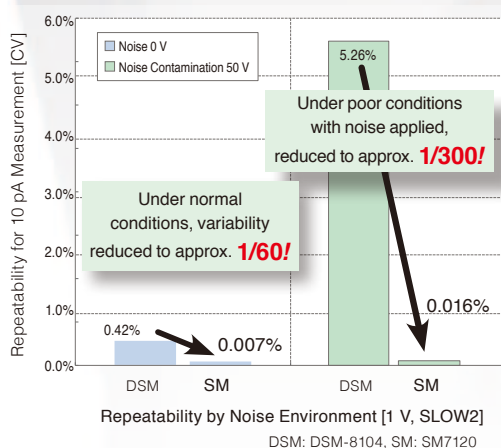 6.0%
5.0%
4.0%
3.0%
2.0%
1.0%
0.0%
Repeatability for 10 pA Measurement [CV]
Noise 0 V
Noise Contamination 50 V
5.26%
Under poor conditions
with noise applied,
reduced to approx. 1/300!
Under normal
conditions, variability
reduced to approx. 1/60!
0.42%
0.007%
0.016%
DSM SM DSM SM
Repeatability by Noise Environment [1 V, SLOW2]
DSM: DSM-8104, SM: SM7120